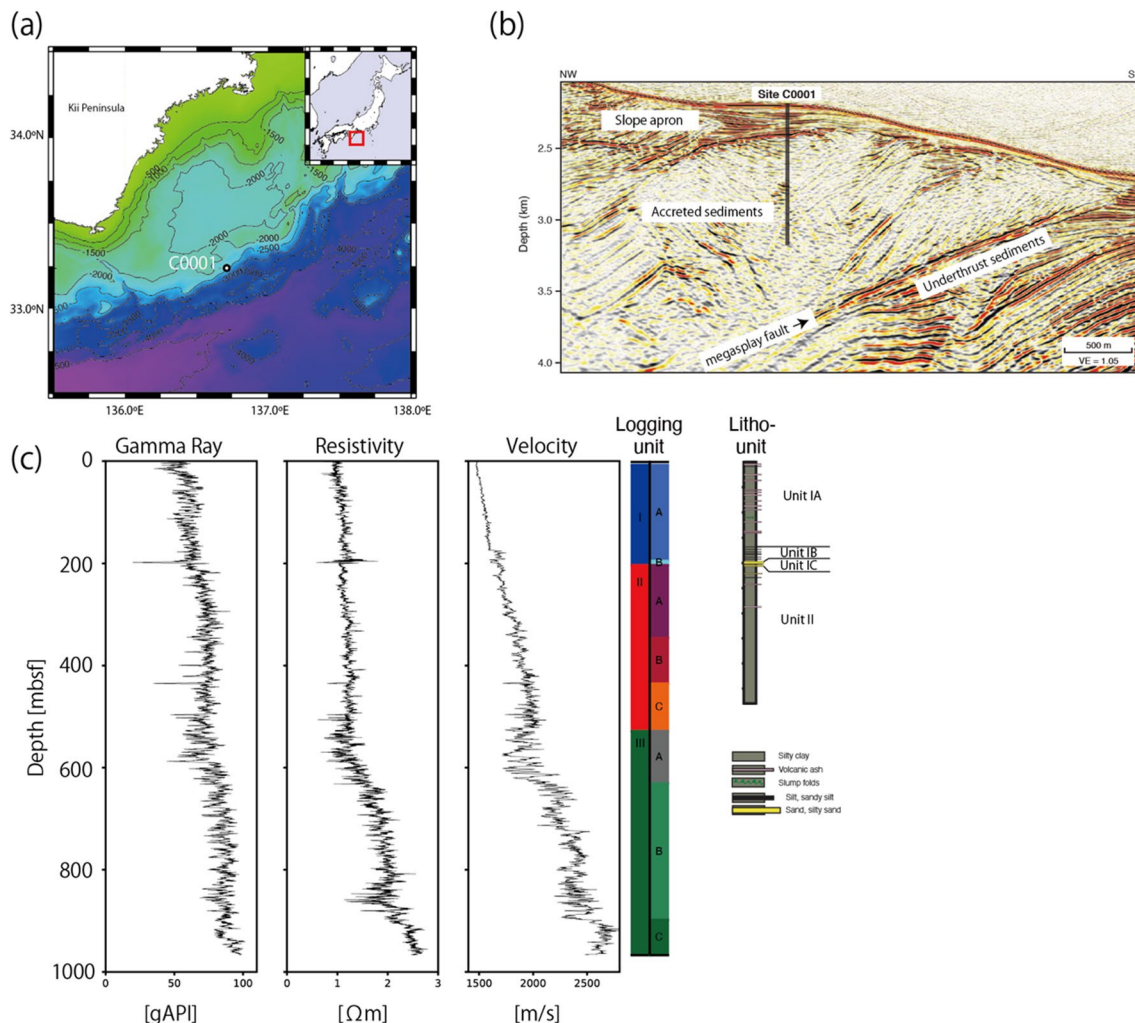 (a)
Kii Peninsula
34.0°N
33.0°N
136.0°E
137.0°E
138.0°E
-500
-1000
-1500
-1500
-2000
-2000
-2000
-2500
-1500
-2000
C0001
-4000
(b)
NW
S
Site C0001
Slope apron
Accreted sediments
Underthrust sediments
megasplay fault
Depth (km)
2.5
3.0
3.5
4.0
500 m
VE = 1.05
(c)
Gamma Ray
Resistivity
Velocity
Logging
unit
Litho-
unit
Depth [mbsf]
0
200
400
600
800
1000
0
50
100
[gAPI]
0
1
2
3
[Ωm]
1500
2000
2500
[m/s]
I
A
B
II
A
B
C
III
A
B
C
Unit IA
Unit IB
Unit IC
Unit II
Silty clay
Volcanic ash
Slump folds
Silt, sandy silt
Sand, silty sand